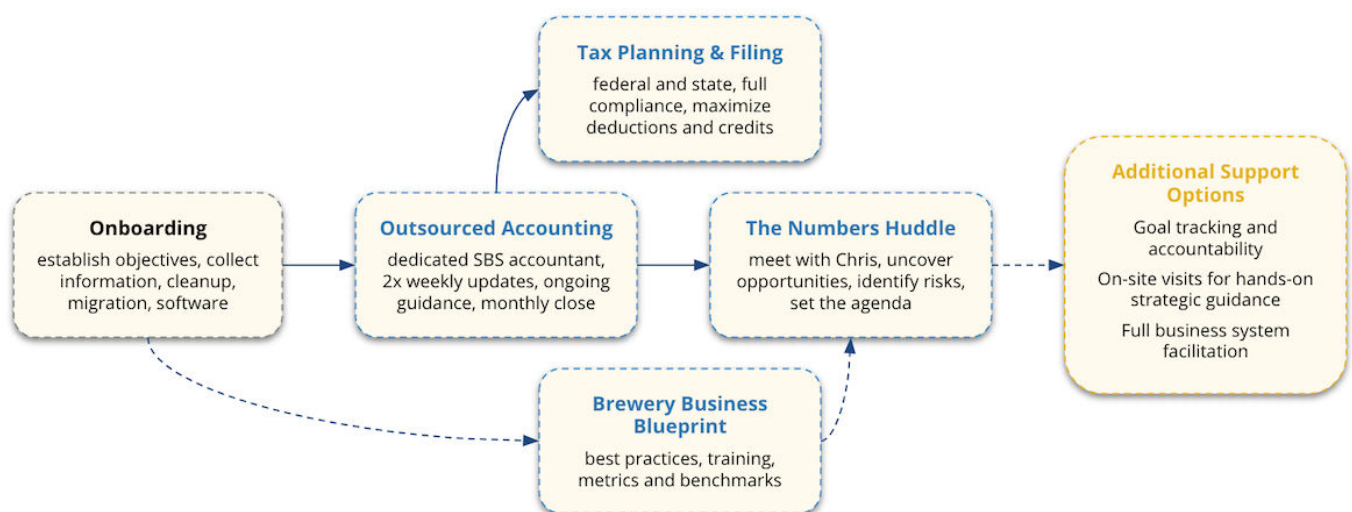 Tax Planning & Filing
federal and state, full
compliance, maximize
deductions and credits
Onboarding
establish objectives, collect
information, cleanup,
migration, software
Outsourced Accounting
dedicated SBS accountant,
2x weekly updates, ongoing
guidance, monthly close
The Numbers Huddle
meet with Chris, uncover
opportunities, identify risks,
set the agenda
Additional Support
Options
Goal tracking and
accountability
On-site visits for hands-on
strategic guidance
Full business system
facilitation
Brewery Business
Blueprint
best practices, training,
metrics and benchmarks